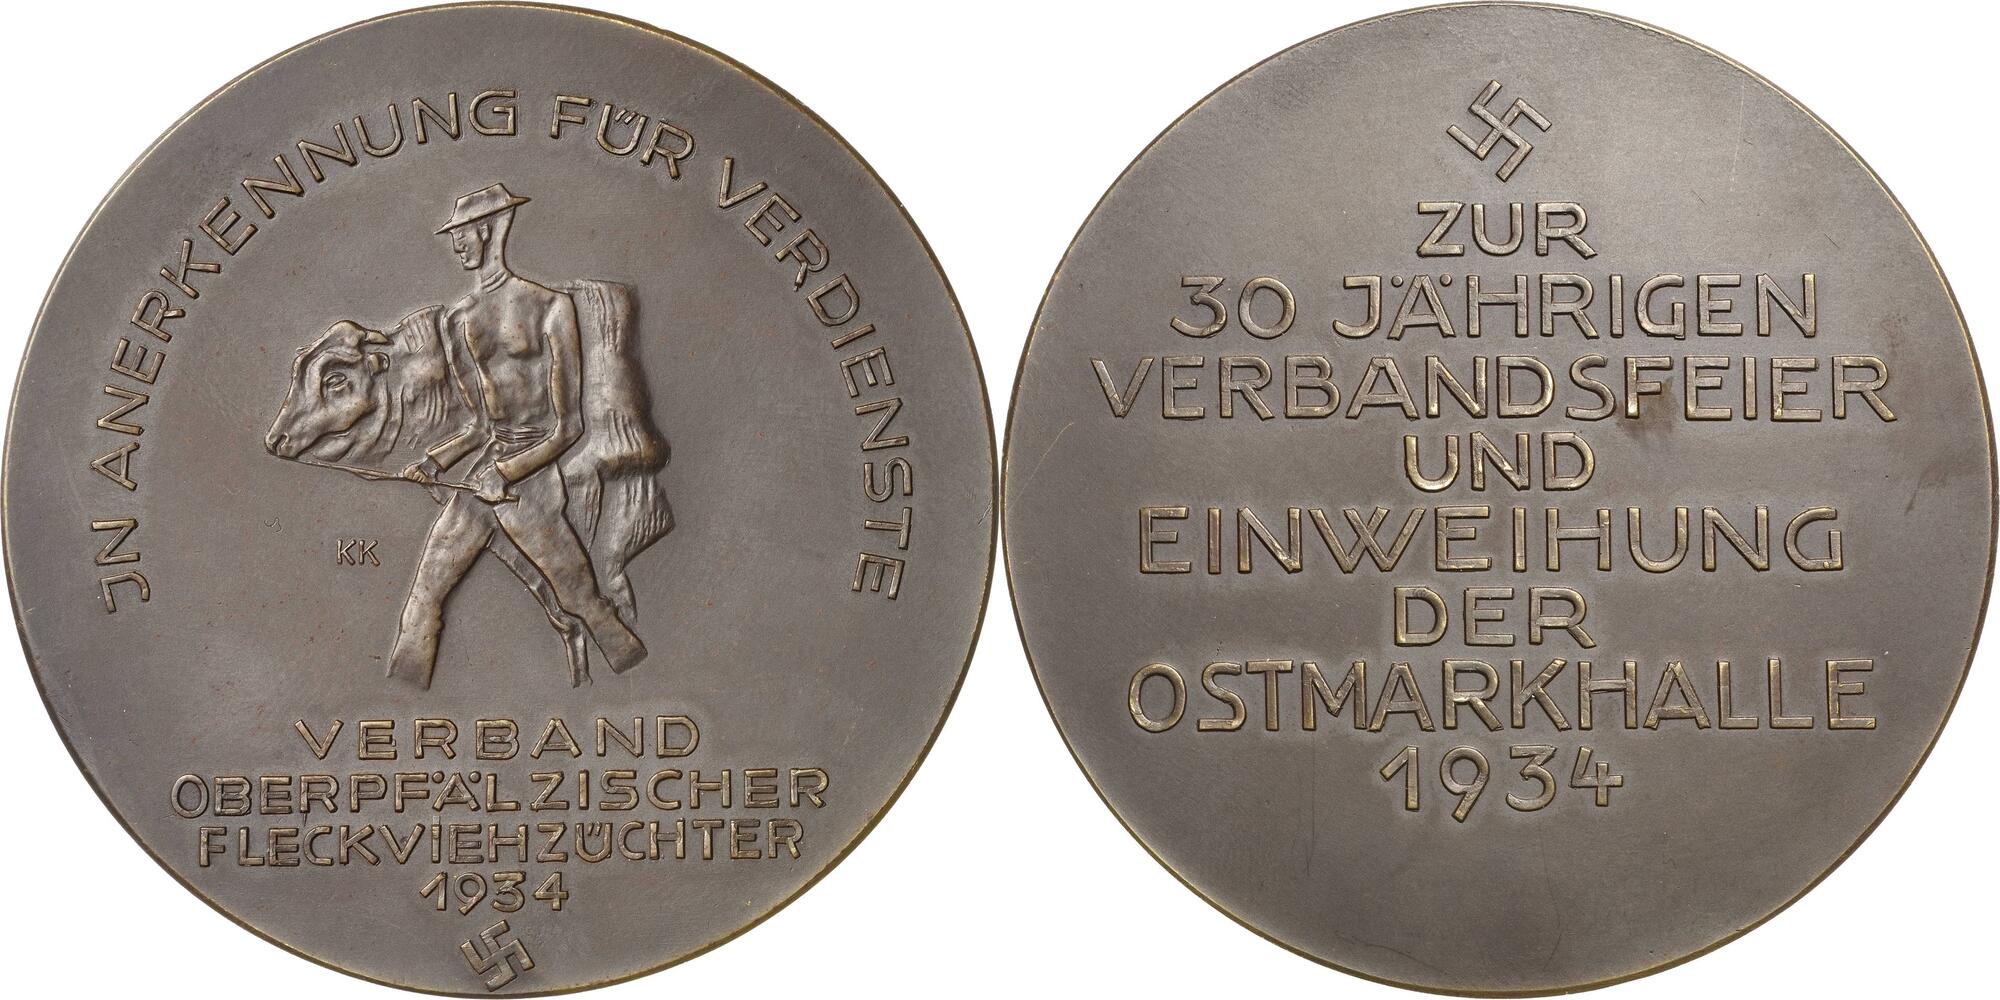 JN ANERKENNUNG FÜR VERDIENSTE
KK
VERBAND
OBERPFÄLZISCHER
FLECKVIEHZÜCHTER
1934
ZUR
30 JÄHRIGEN
VERBANDSFEIER
UND
EINWEIHUNG
DER
OSTMARKHALLE
1934